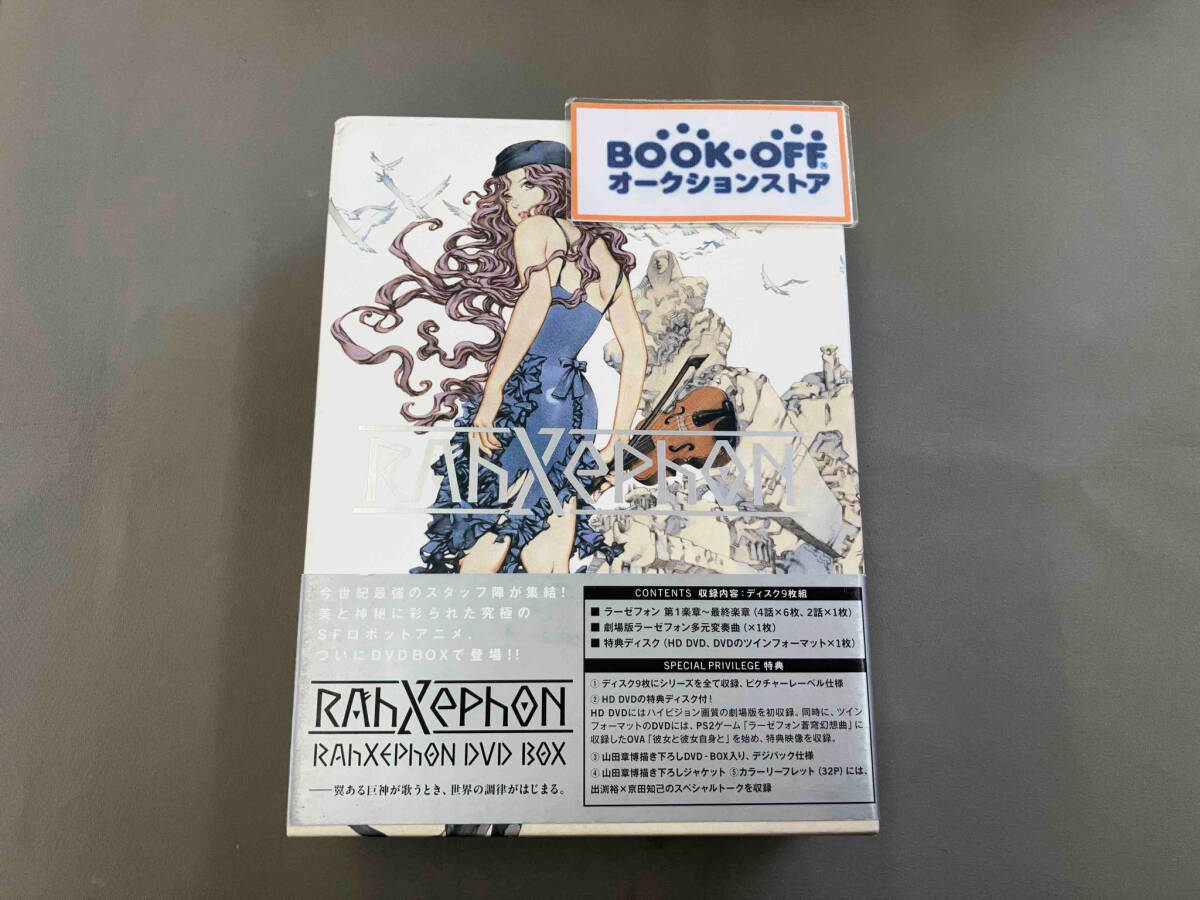 BOOK・OFF
オークションストア
RAhXePhON
今世紀最強のスタッフ陣が集結!
美と神秘に彩られた究極の
SFロボットアニメ、
ついにDVDBOXで登場!!
RAhXePhON
RAhXEPhON DVD BOX
──翼ある巨神が歌うとき、世界の調律がはじまる。
CONTENTS 収録内容:ディスク9枚組
■ ラーゼフォン 第1楽章～最終楽章(4話×6枚、2話×1枚)
■ 劇場版ラーゼフォン多元変奏曲(×1枚)
■ 特典ディスク(HD DVD、DVDのツインフォーマット×1枚)
SPECIAL PRIVILEGE 特典
①ディスク9枚にシリーズを全て収録、ピクチャーレーベル仕様
②HD DVDの特典ディスク付!
HD DVDにはハイビジョン画質の劇場版を初収録。同時に、ツイン
フォーマットのDVDには、PS2ゲーム「ラーゼフォン蒼穹幻想曲」に
収録したOVA「彼女と彼女自身と」を始め、特典映像を収録。
③山田章博描き下ろしDVD-BOX入り、デジパック仕様
④山田章博描き下ろしジャケット ⑤カラーリーフレット(32P)には、
出渕裕×京田知己のスペシャルトークを収録